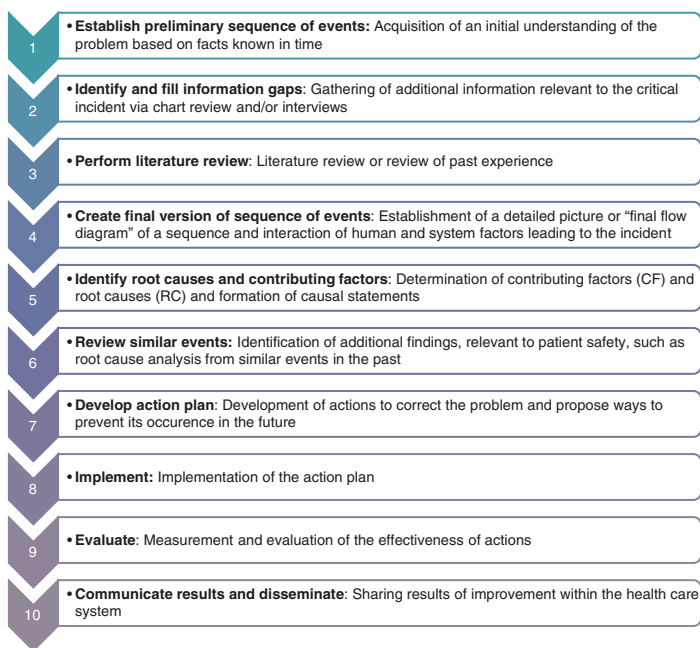 1
• Establish preliminary sequence of events: Acquisition of an initial understanding of the
problem based on facts known in time
2
• Identify and fill information gaps: Gathering of additional information relevant to the critical
incident via chart review and/or interviews
3
• Perform literature review: Literature review or review of past experience
4
• Create final version of sequence of events: Establishment of a detailed picture or “final flow
diagram” of a sequence and interaction of human and system factors leading to the incident
5
• Identify root causes and contributing factors: Determination of contributing factors (CF) and
root causes (RC) and formation of causal statements
6
• Review similar events: Identification of additional findings, relevant to patient safety, such as
root cause analysis from similar events in the past
7
• Develop action plan: Development of actions to correct the problem and propose ways to
prevent its occurence in the future
8
• Implement: Implementation of the action plan
9
• Evaluate: Measurement and evaluation of the effectiveness of actions
10
• Communicate results and disseminate: Sharing results of improvement within the health care
system